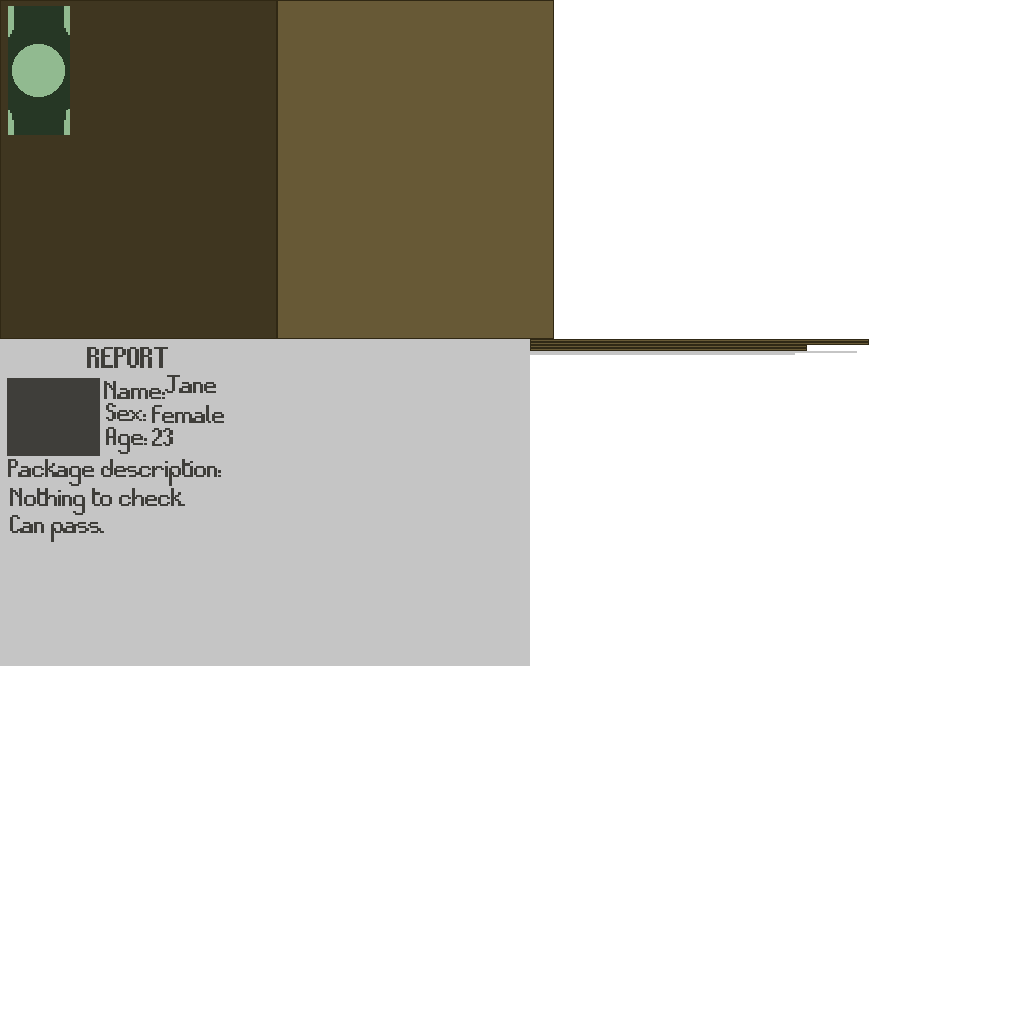 REPORT
Name: Jane
Sex: Female
Age: 23
Package description:
Nothing to check.
Can pass.